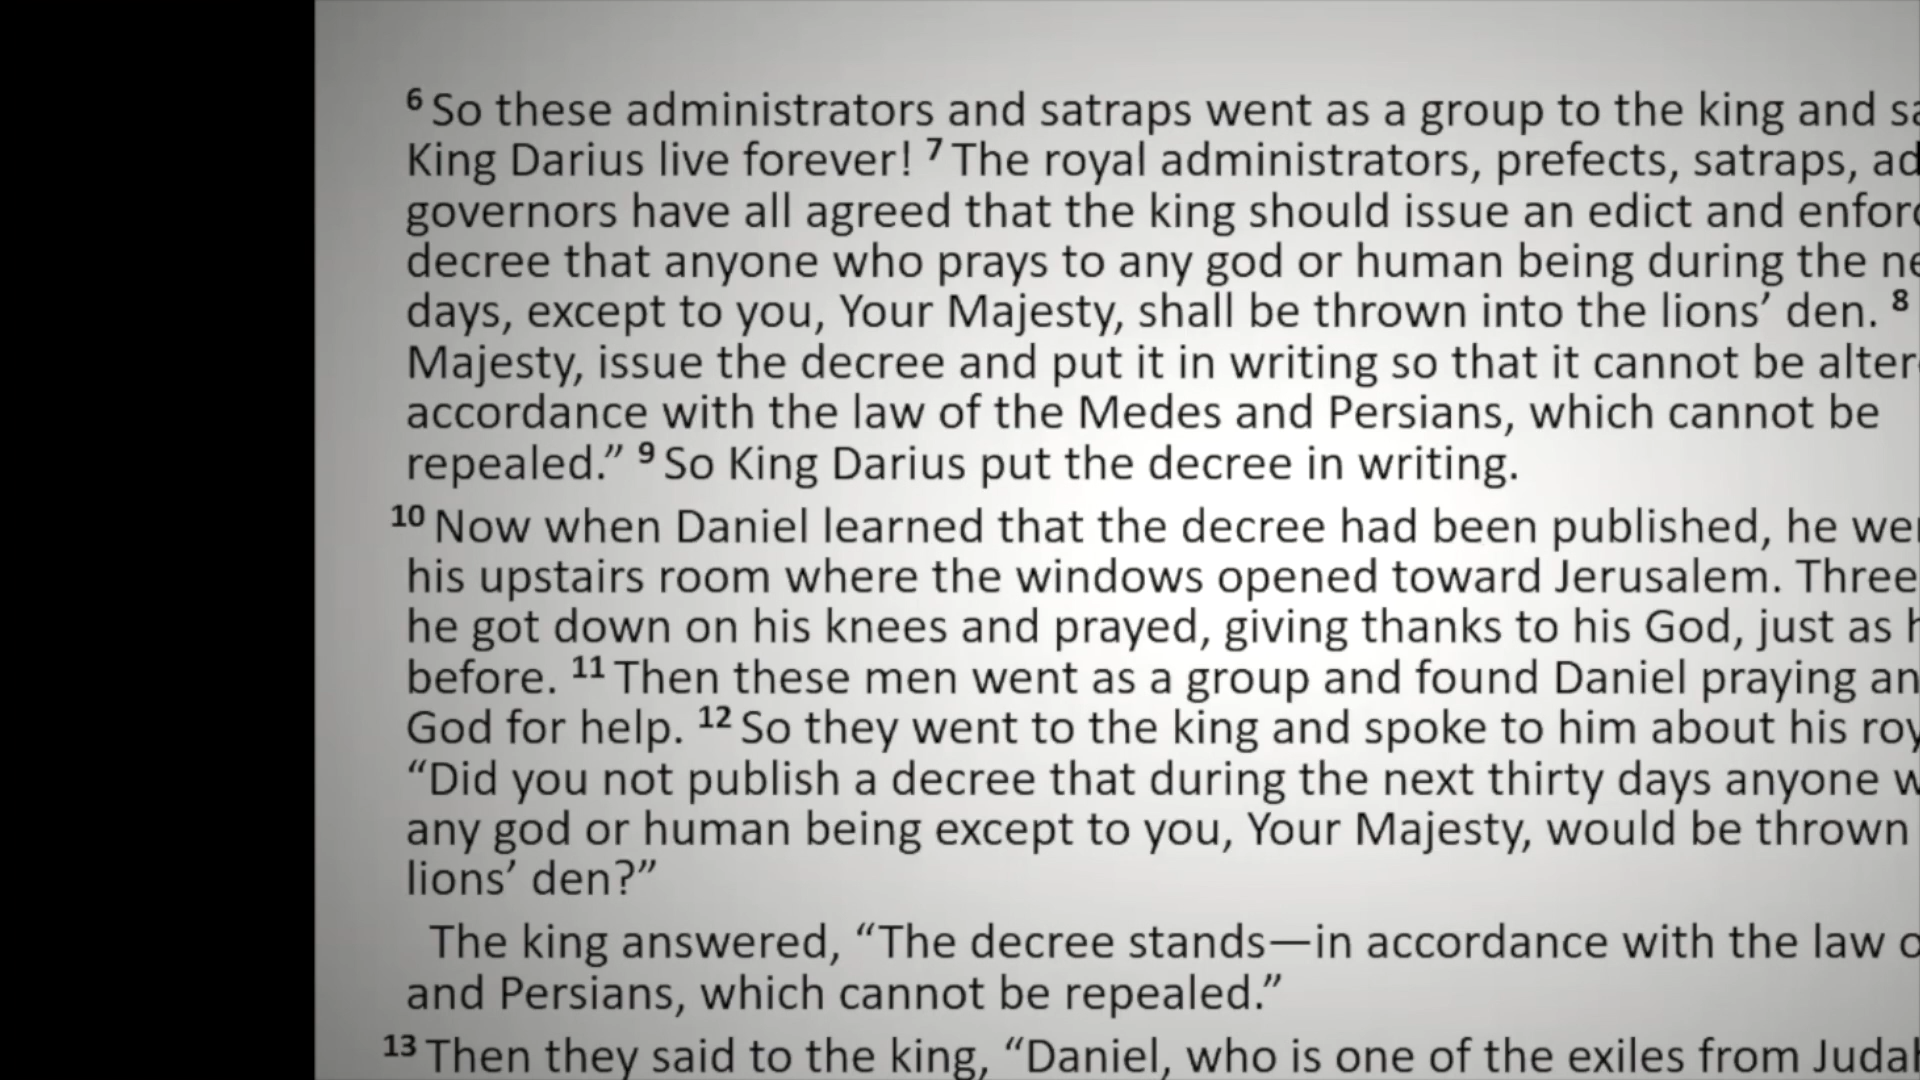 6 So these administrators and satraps went as a group to the king and
King Darius live forever! 7 The royal administrators, prefects, satraps,
governors have all agreed that the king should issue an edict and
decree that anyone who prays to any god or human being during the
days, except to you, Your Majesty, shall be thrown into the lions’ den. 8
Majesty, issue the decree and put it in writing so that it cannot be
accordance with the law of the Medes and Persians, which cannot be
repealed.” 9 So King Darius put the decree in writing.
10 Now when Daniel learned that the decree had been published, he
his upstairs room where the windows opened toward Jerusalem. Three
he got down on his knees and prayed, giving thanks to his God, just as
before. 11 Then these men went as a group and found Daniel praying
God for help. 12 So they went to the king and spoke to him about his
“Did you not publish a decree that during the next thirty days anyone
any god or human being except to you, Your Majesty, would be thrown
lions’ den?”
The king answered, “The decree stands—in accordance with the law
and Persians, which cannot be repealed.”
13 Then they said to the king, “Daniel, who is one of the exiles from